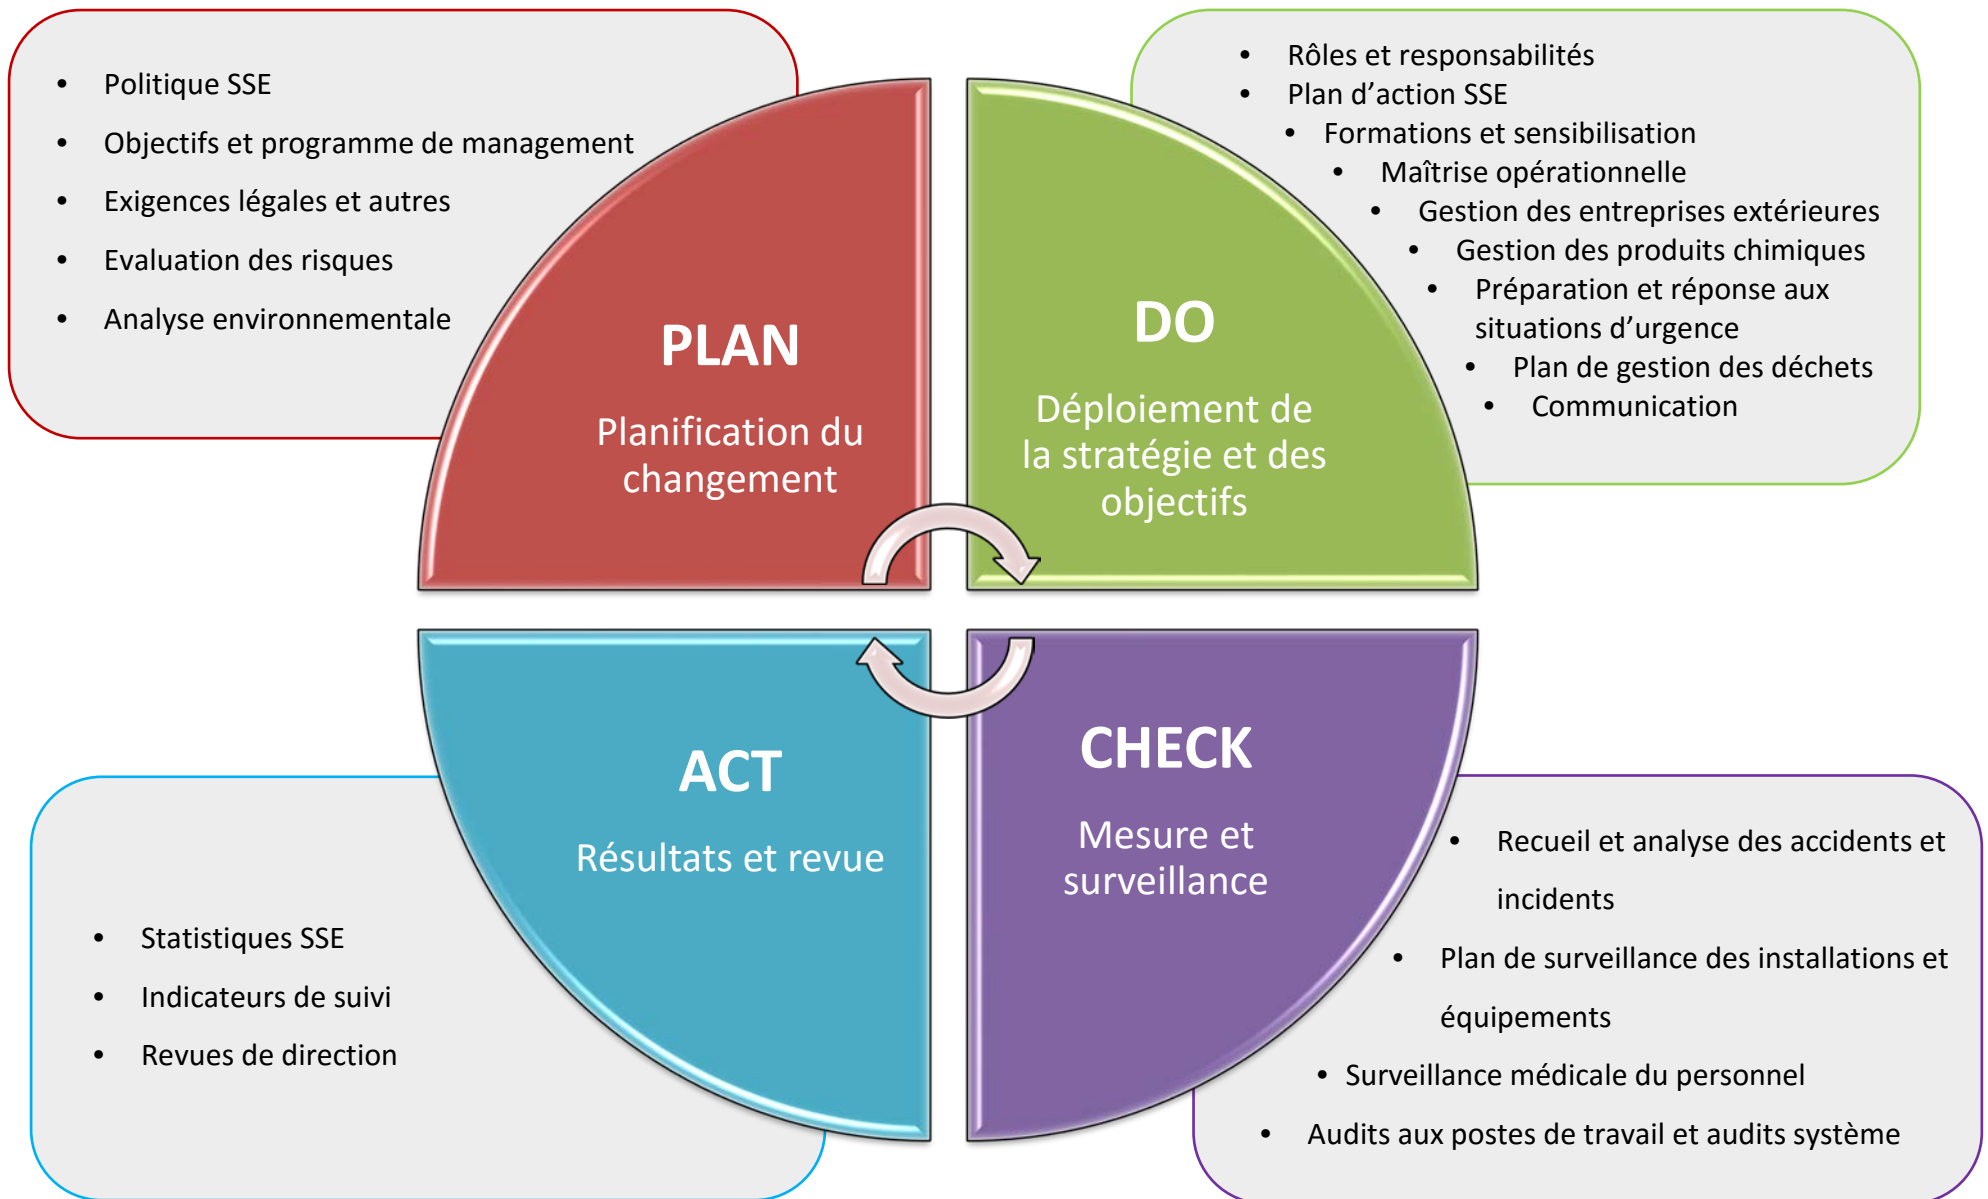 • Politique SSE
• Objectifs et programme de management
• Exigences légales et autres
• Evaluation des risques
• Analyse environnementale
PLAN
Planification du
changement
• Rôles et responsabilités
• Plan d’action SSE
• Formations et sensibilisation
• Maîtrise opérationnelle
• Gestion des entreprises extérieures
• Gestion des produits chimiques
• Préparation et réponse aux
situations d’urgence
• Plan de gestion des déchets
• Communication
DO
Déploiement de
la stratégie et des
objectifs
ACT
Résultats et revue
• Statistiques SSE
• Indicateurs de suivi
• Revues de direction
CHECK
Mesure et
surveillance
• Recueil et analyse des accidents et
incidents
• Plan de surveillance des installations et
équipements
• Surveillance médicale du personnel
• Audits aux postes de travail et audits système